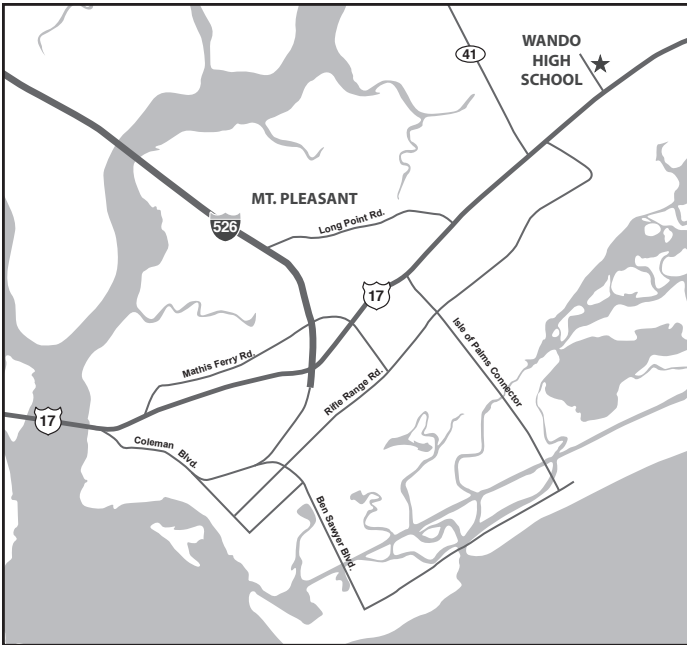 41
WANDO
HIGH
SCHOOL
MT. PLEASANT
526
Long Point Rd.
17
Mathis Ferry Rd.
Isle of Palms Connector
Rifle Range Rd.
17
Coleman Blvd.
Ben Sawyer Blvd.